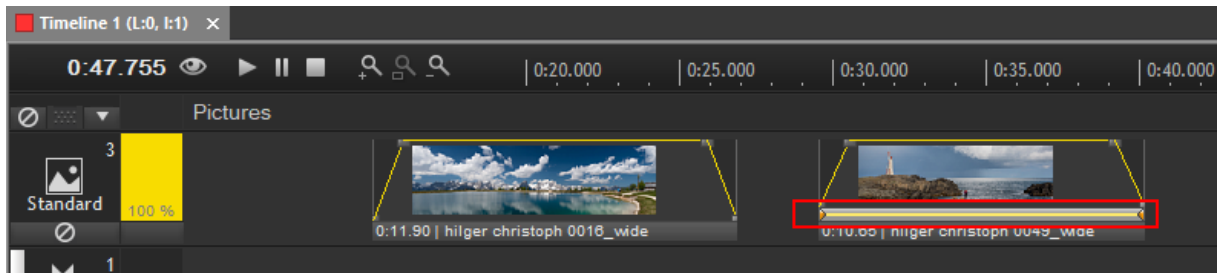 Timeline 1 (L:0, I:1) ×
0:47.755
0:20.000 0:25.000 0:30.000 0:35.000 0:40.000
Pictures
3
Standard
100 %
0:11.90 | hilger christoph 0016_wide
0:10.65 | hilger christoph 0049_wide
1